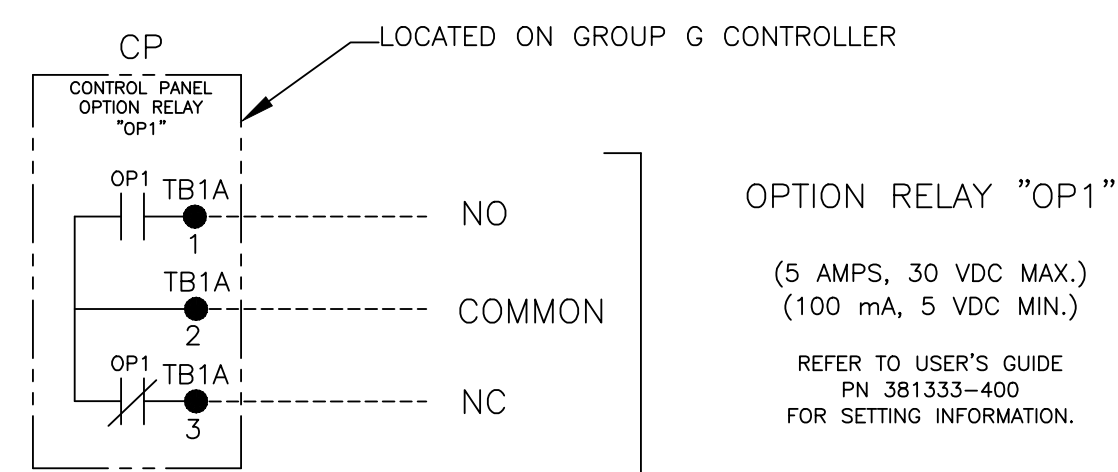 CP
LOCATED ON GROUP G CONTROLLER
CONTROL PANEL
OPTION RELAY
"OP1"
OP1 TB1A
1
NO
TB1A
2
COMMON
OP1 TB1A
3
NC
OPTION RELAY "OP1"
(5 AMPS, 30 VDC MAX.)
(100 mA, 5 VDC MIN.)
REFER TO USER'S GUIDE
PN 381333-400
FOR SETTING INFORMATION.